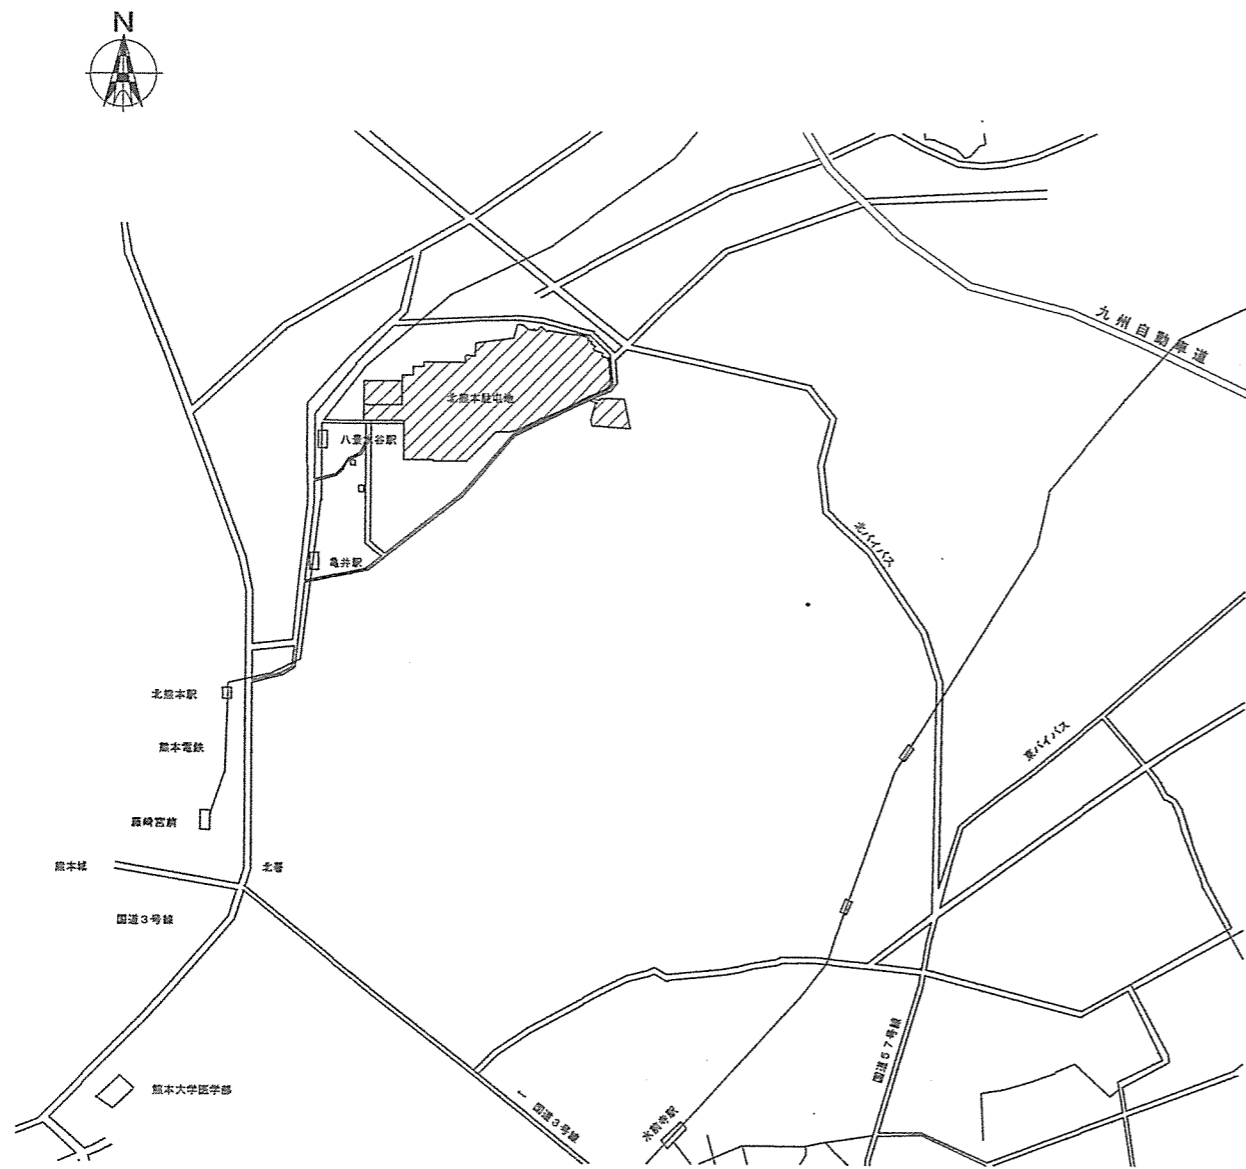 N
九州自動車道
北熊本駐屯地
八景水谷駅
北バイパス
亀井駅
北熊本駅
東バイパス
熊本電鉄
藤崎宮前
熊本城
北署
国道3号線
国道57号線
熊本大学医学部
← 国道3号線
水前寺駅